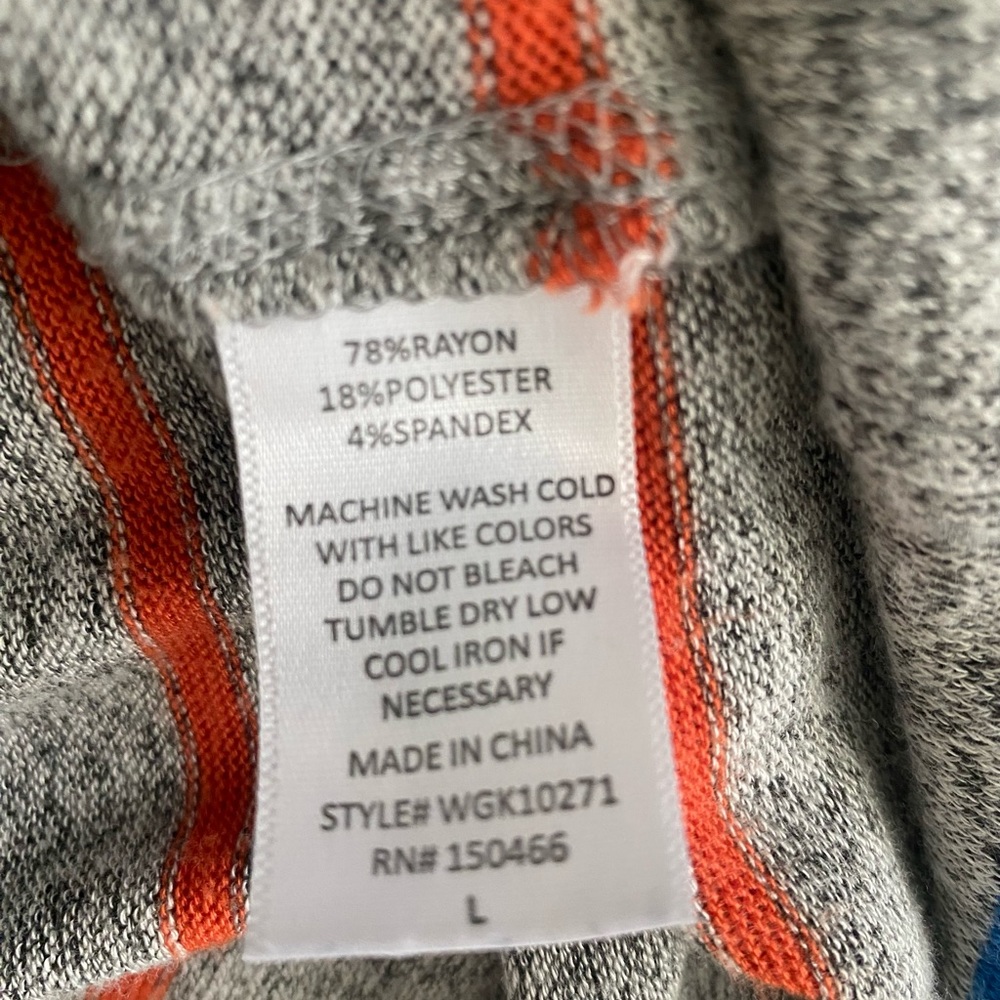 78%RAYON
18%POLYESTER
4%SPANDEX
MACHINE WASH COLD
WITH LIKE COLORS
DO NOT BLEACH
TUMBLE DRY LOW
COOL IRON IF
NECESSARY
MADE IN CHINA
STYLE# WGK10271
RN# 150466
L